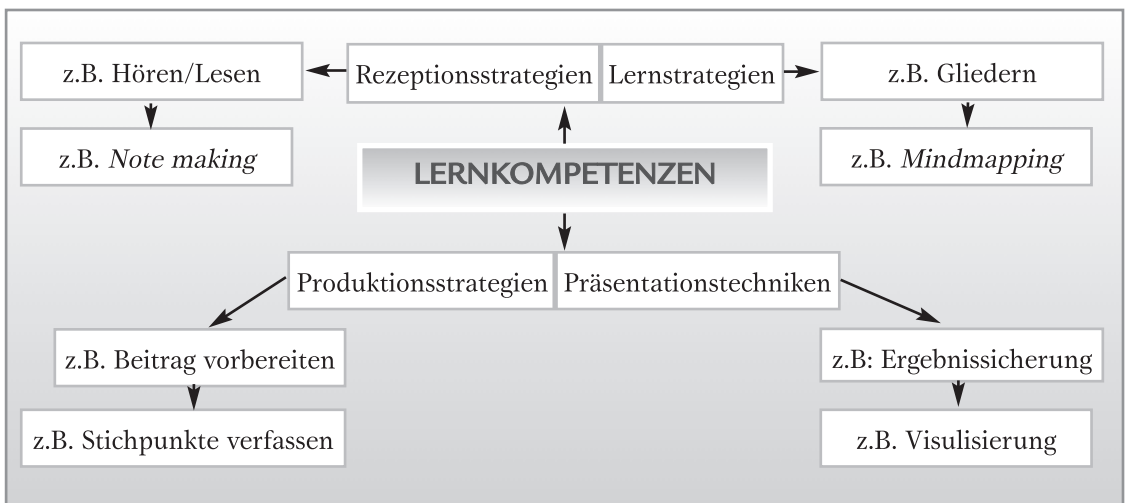 z.B. Hören/Lesen
Rezeptionsstrategien
Lernstrategien
z.B. Gliedern
z.B. Note making
z.B. Mindmapping
LERNKOMPETENZEN
Produktionsstrategien
Präsentationstechniken
z.B. Beitrag vorbereiten
z.B: Ergebnissicherung
z.B. Stichpunkte verfassen
z.B. Visulisierung